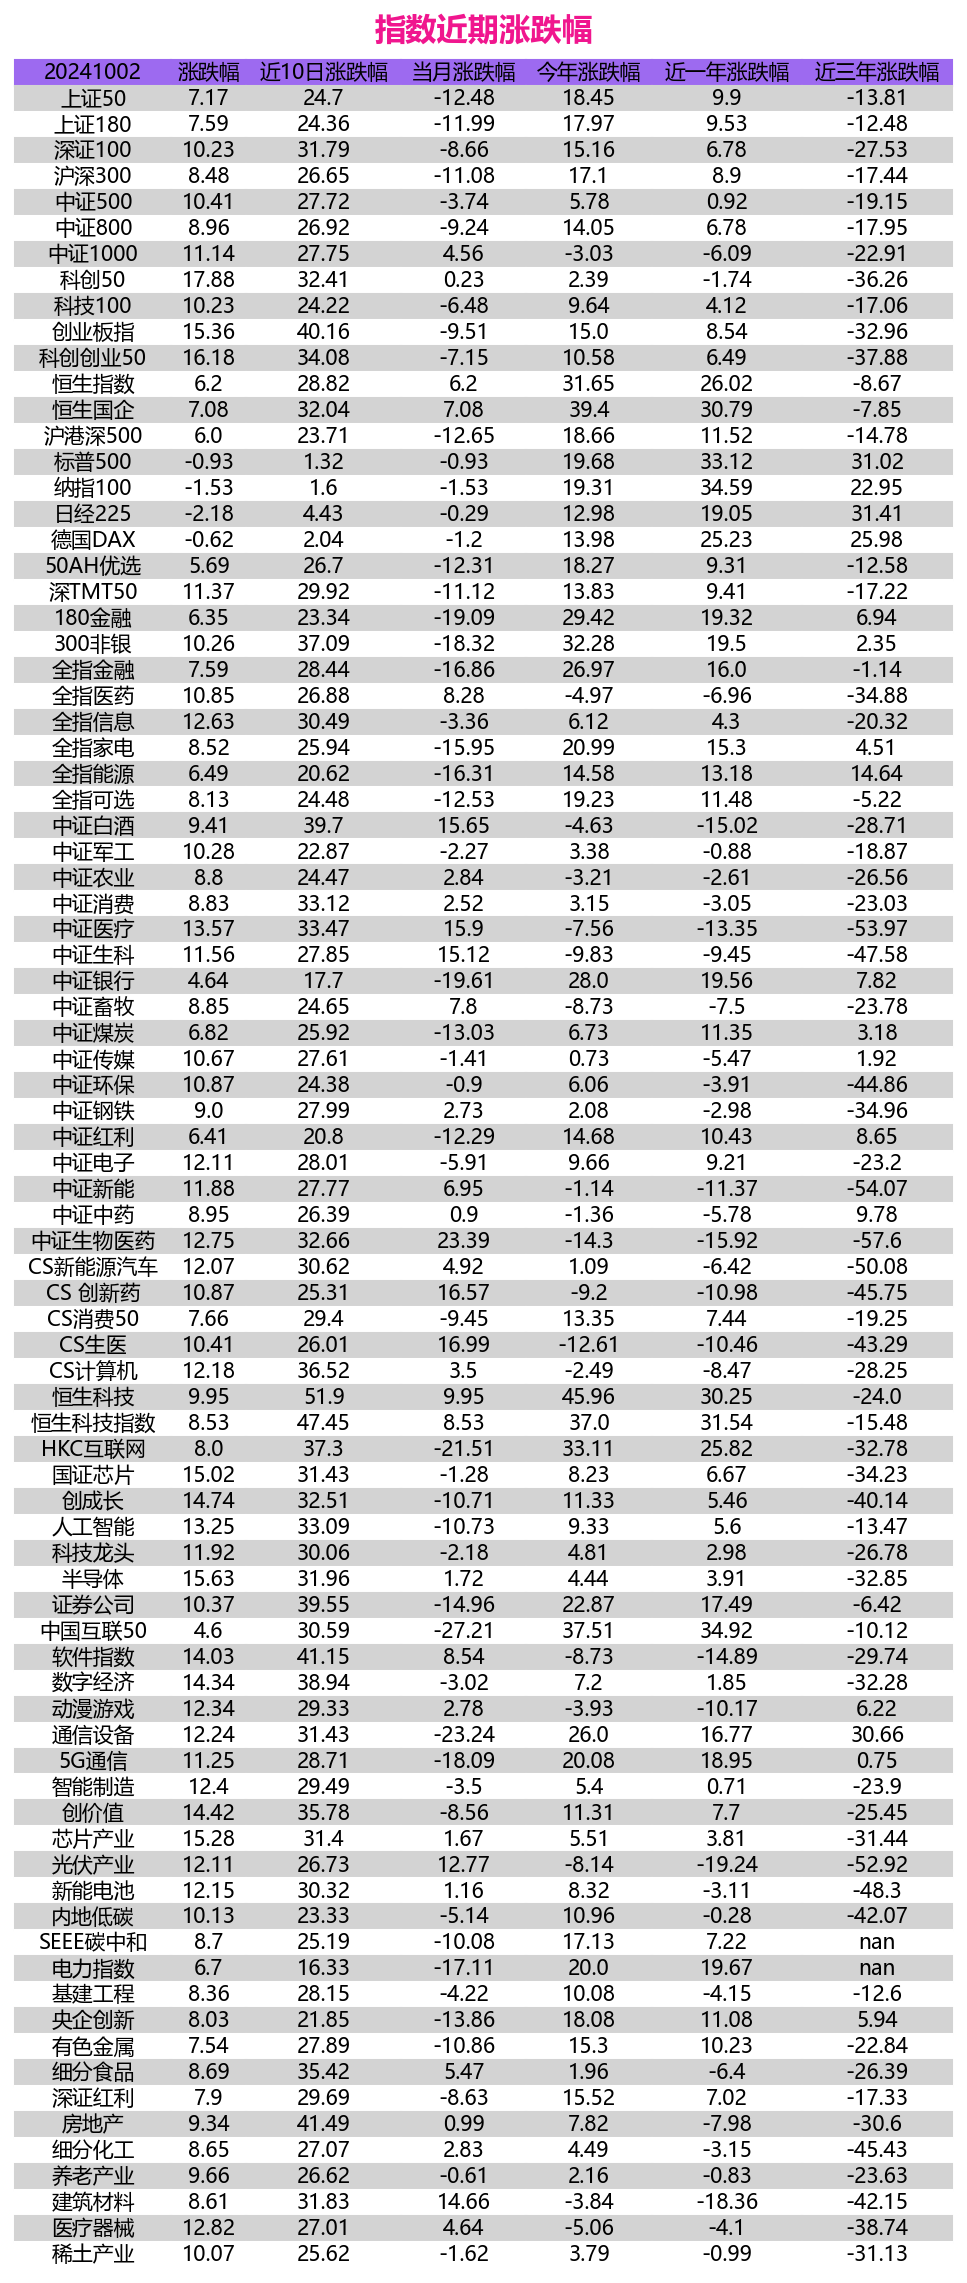 指数近期涨跌幅
20241002 涨跌幅 近10日涨跌幅 当月涨跌幅 今年涨跌幅 近一年涨跌幅 近三年涨跌幅
上证50 7.17 24.7 -12.48 18.45 9.9 -13.81
上证180 7.59 24.36 -11.99 17.97 9.53 -12.48
深证100 10.23 31.79 -8.66 15.16 6.78 -27.53
沪深300 8.48 26.65 -11.08 17.1 8.9 -17.44
中证500 10.41 27.72 -3.74 5.78 0.92 -19.15
中证800 8.96 26.92 -9.24 14.05 6.78 -17.95
中证1000 11.14 27.75 4.56 -3.03 -6.09 -22.91
科创50 17.88 32.41 0.23 2.39 -1.74 -36.26
科技100 10.23 24.22 -6.48 9.64 4.12 -17.06
创业板指 15.36 40.16 -9.51 15.0 8.54 -32.96
科创创业50 16.18 34.08 -7.15 10.58 6.49 -37.88
恒生指数 6.2 28.82 6.2 31.65 26.02 -8.67
恒生国企 7.08 32.04 7.08 39.4 30.79 -7.85
沪港深500 6.0 23.71 -12.65 18.66 11.52 -14.78
标普500 -0.93 1.32 -0.93 19.68 33.12 31.02
纳指100 -1.53 1.6 -1.53 19.31 34.59 22.95
日经225 -2.18 4.43 -0.29 12.98 19.05 31.41
德国DAX -0.62 2.04 -1.2 13.98 25.23 25.98
50AH优选 5.69 26.7 -12.31 18.27 9.31 -12.58
深TMT50 11.37 29.92 -11.12 13.83 9.41 -17.22
180金融 6.35 23.34 -19.09 29.42 19.32 6.94
300非银 10.26 37.09 -18.32 32.28 19.5 2.35
全指金融 7.59 28.44 -16.86 26.97 16.0 -1.14
全指医药 10.85 26.88 8.28 -4.97 -6.96 -34.88
全指信息 12.63 30.49 -3.36 6.12 4.3 -20.32
全指家电 8.52 25.94 -15.95 20.99 15.3 4.51
全指能源 6.49 20.62 -16.31 14.58 13.18 14.64
全指可选 8.13 24.48 -12.53 19.23 11.48 -5.22
中证白酒 9.41 39.7 15.65 -4.63 -15.02 -28.71
中证军工 10.28 22.87 -2.27 3.38 -0.88 -18.87
中证农业 8.8 24.47 2.84 -3.21 -2.61 -26.56
中证消费 8.83 33.12 2.52 3.15 -3.05 -23.03
中证医疗 13.57 33.47 15.9 -7.56 -13.35 -53.97
中证生科 11.56 27.85 15.12 -9.83 -9.45 -47.58
中证银行 4.64 17.7 -19.61 28.0 19.56 7.82
中证畜牧 8.85 24.65 7.8 -8.73 -7.5 -23.78
中证煤炭 6.82 25.92 -13.03 6.73 11.35 3.18
中证传媒 10.67 27.61 -1.41 0.73 -5.47 1.92
中证环保 10.87 24.38 -0.9 6.06 -3.91 -44.86
中证钢铁 9.0 27.99 2.73 2.08 -2.98 -34.96
中证红利 6.41 20.8 -12.29 14.68 10.43 8.65
中证电子 12.11 28.01 -5.91 9.66 9.21 -23.2
中证新能 11.88 27.77 6.95 -1.14 -11.37 -54.07
中证中药 8.95 26.39 0.9 -1.36 -5.78 9.78
中证生物医药 12.75 32.66 23.39 -14.3 -15.92 -57.6
CS新能源汽车 12.07 30.62 4.92 1.09 -6.42 -50.08
CS 创新药 10.87 25.31 16.57 -9.2 -10.98 -45.75
CS消费50 7.66 29.4 -9.45 13.35 7.44 -19.25
CS生医 10.41 26.01 16.99 -12.61 -10.46 -43.29
CS计算机 12.18 36.52 3.5 -2.49 -8.47 -28.25
恒生科技 9.95 51.9 9.95 45.96 30.25 -24.0
恒生科技指数 8.53 47.45 8.53 37.0 31.54 -15.48
HKC互联网 8.0 37.3 -21.51 33.11 25.82 -32.78
国证芯片 15.02 31.43 -1.28 8.23 6.67 -34.23
创成长 14.74 32.51 -10.71 11.33 5.46 -40.14
人工智能 13.25 33.09 -10.73 9.33 5.6 -13.47
科技龙头 11.92 30.06 -2.18 4.81 2.98 -26.78
半导体 15.63 31.96 1.72 4.44 3.91 -32.85
证券公司 10.37 39.55 -14.96 22.87 17.49 -6.42
中国互联50 4.6 30.59 -27.21 37.51 34.92 -10.12
软件指数 14.03 41.15 8.54 -8.73 -14.89 -29.74
数字经济 14.34 38.94 -3.02 7.2 1.85 -32.28
动漫游戏 12.34 29.33 2.78 -3.93 -10.17 6.22
通信设备 12.24 31.43 -23.24 26.0 16.77 30.66
5G通信 11.25 28.71 -18.09 20.08 18.95 0.75
智能制造 12.4 29.49 -3.5 5.4 0.71 -23.9
创价值 14.42 35.78 -8.56 11.31 7.7 -25.45
芯片产业 15.28 31.4 1.67 5.51 3.81 -31.44
光伏产业 12.11 26.73 12.77 -8.14 -19.24 -52.92
新能电池 12.15 30.32 1.16 8.32 -3.11 -48.3
内地低碳 10.13 23.33 -5.14 10.96 -0.28 -42.07
SEEE碳中和 8.7 25.19 -10.08 17.13 7.22 nan
电力指数 6.7 16.33 -17.11 20.0 19.67 nan
基建工程 8.36 28.15 -4.22 10.08 -4.15 -12.6
央企创新 8.03 21.85 -13.86 18.08 11.08 5.94
有色金属 7.54 27.89 -10.86 15.3 10.23 -22.84
细分食品 8.69 35.42 5.47 1.96 -6.4 -26.39
深证红利 7.9 29.69 -8.63 15.52 7.02 -17.33
房地产 9.34 41.49 0.99 7.82 -7.98 -30.6
细分化工 8.65 27.07 2.83 4.49 -3.15 -45.43
养老产业 9.66 26.62 -0.61 2.16 -0.83 -23.63
建筑材料 8.61 31.83 14.66 -3.84 -18.36 -42.15
医疗器械 12.82 27.01 4.64 -5.06 -4.1 -38.74
稀土产业 10.07 25.62 -1.62 3.79 -0.99 -31.13